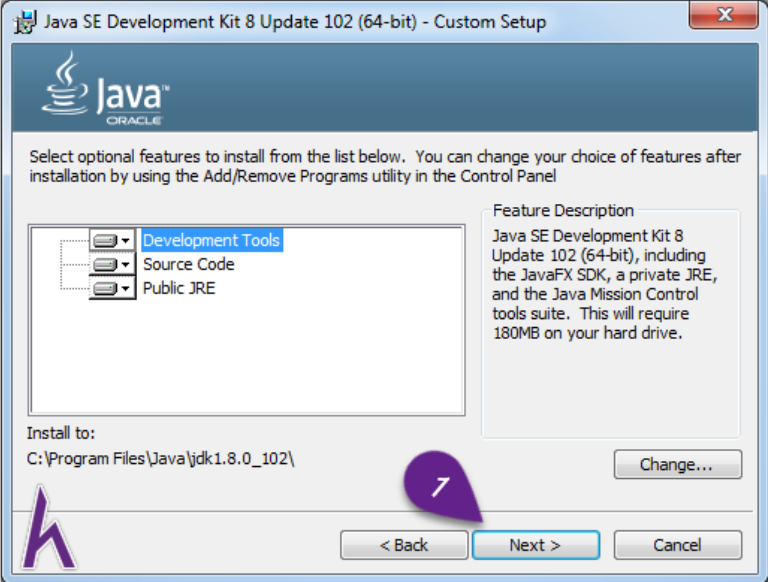 Java SE Development Kit 8 Update 102 (64-bit) - Custom Setup
Java™
ORACLE
Select optional features to install from the list below.  You can change your choice of features after
installation by using the Add/Remove Programs utility in the Control Panel
Development Tools
Source Code
Public JRE
Feature Description
Java SE Development Kit 8
Update 102 (64-bit), including
the JavaFX SDK, a private JRE,
and the Java Mission Control
tools suite.  This will require
180MB on your hard drive.
Install to:
C:\Program Files\Java\jdk1.8.0_102\
Change...
1
< Back
Next >
Cancel